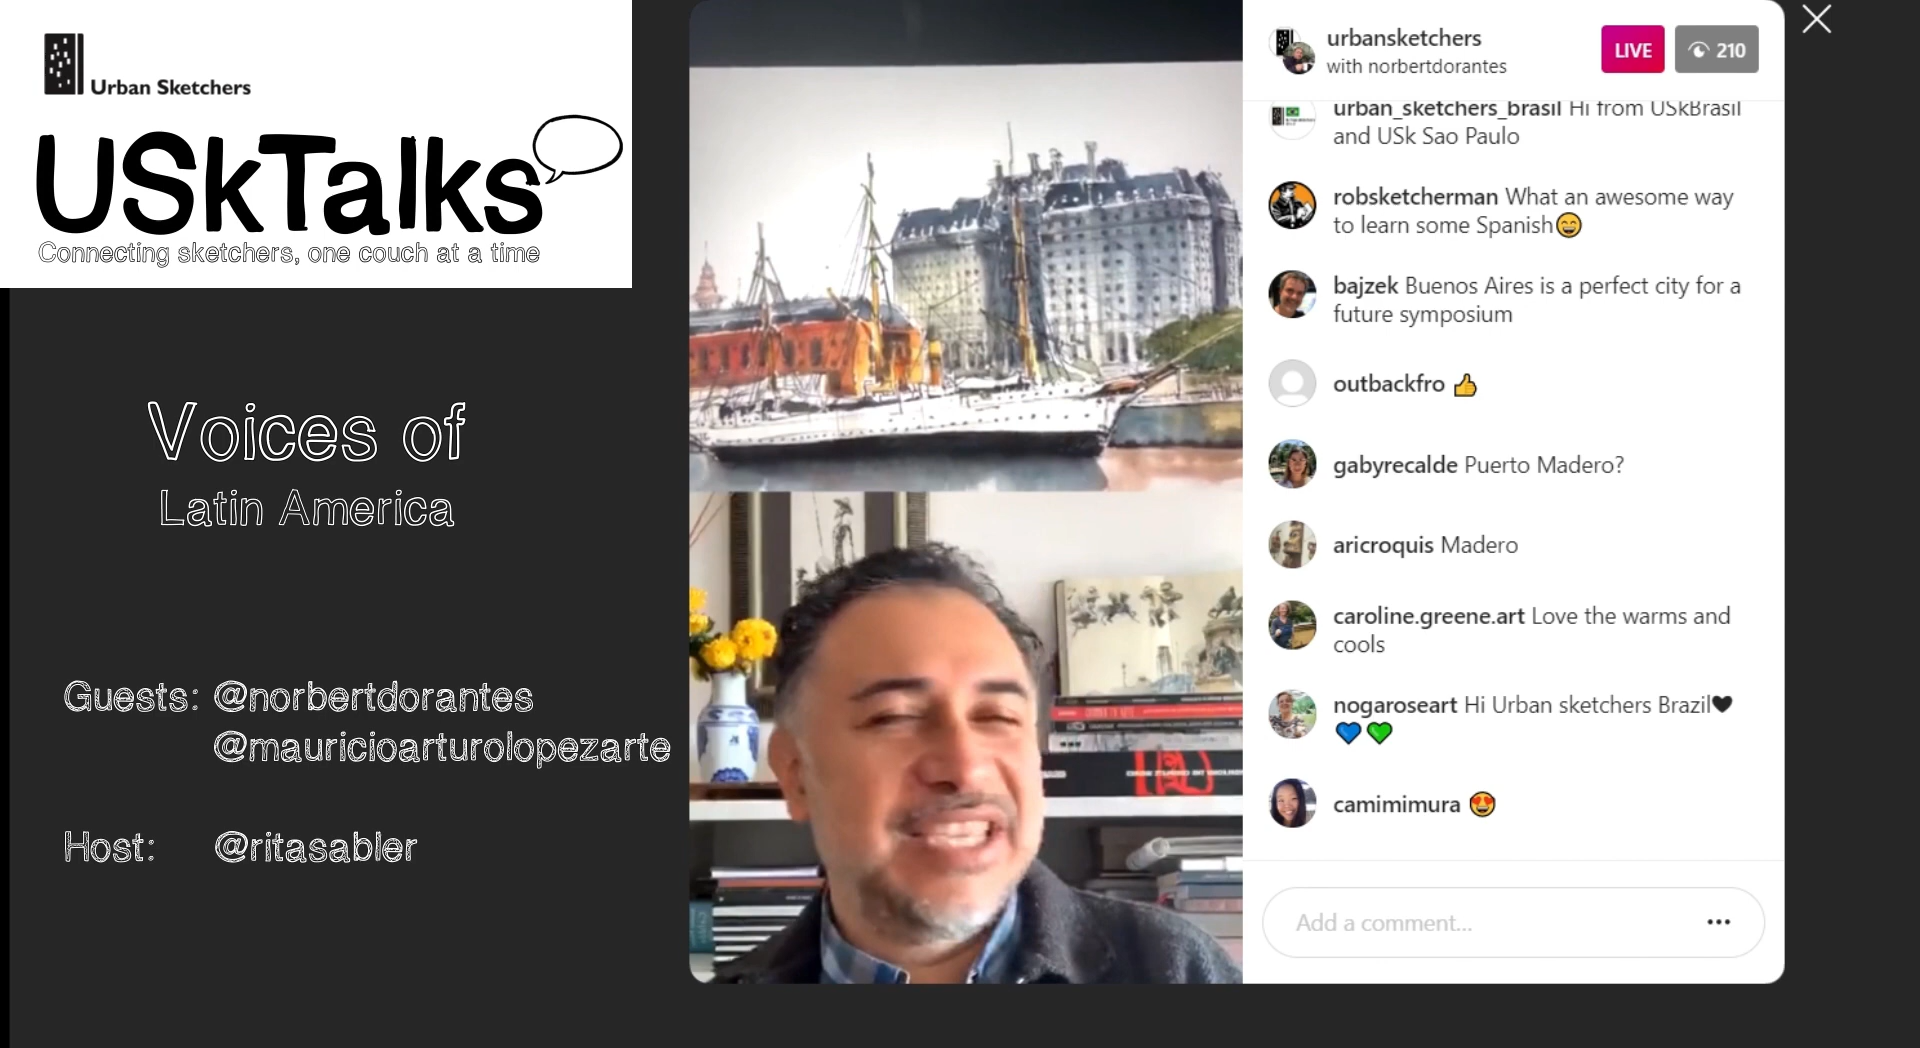 Urban Sketchers
USkTalks
Connecting sketchers, one couch at a time
Voices of
Latin America
Guests: @norbertdorantes
@mauricioarturolopezarte
Host: @ritasabler
urbansketchers
with norbertdorantes
LIVE
210
urban_sketchers_brasil Hi from USkBrasil
and USk Sao Paulo
robsketcherman What an awesome way
to learn some Spanish😄
bajzek Buenos Aires is a perfect city for a
future symposium
outbackfro 👍
gabyrecalde Puerto Madero?
aricroquis Madero
caroline.greene.art Love the warms and
cools
nogaroseart Hi Urban sketchers Brazil🖤
💙💚
camimimura 😍
Add a comment...